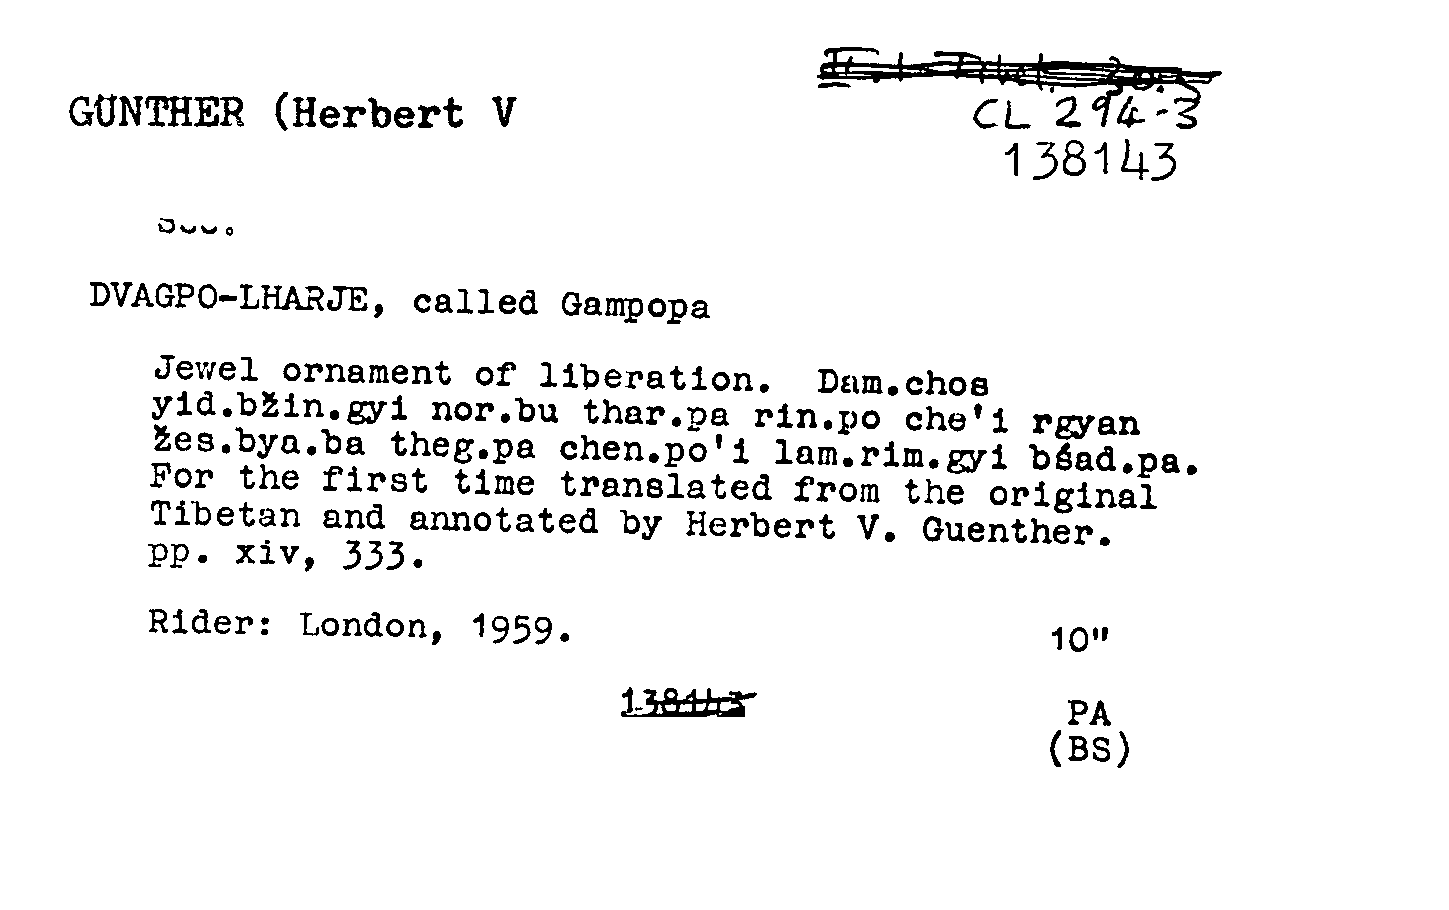 GÜNTHER (Herbert V
CL 294-3
138143
DVAGPO-LHARJE, called Gampopa
Jewel ornament of liberation. Dam.chos
yid.bžin.gyi nor.bu thar.pa rin.po che'i rgyan
žes.bya.ba theg.pa chen.po'i lam.rim.gyi bśad.pa.
For the first time translated from the original
Tibetan and annotated by Herbert V. Guenther.
pp. xiv, 333.
Rider: London, 1959.
10"
138143
PA
(BS)